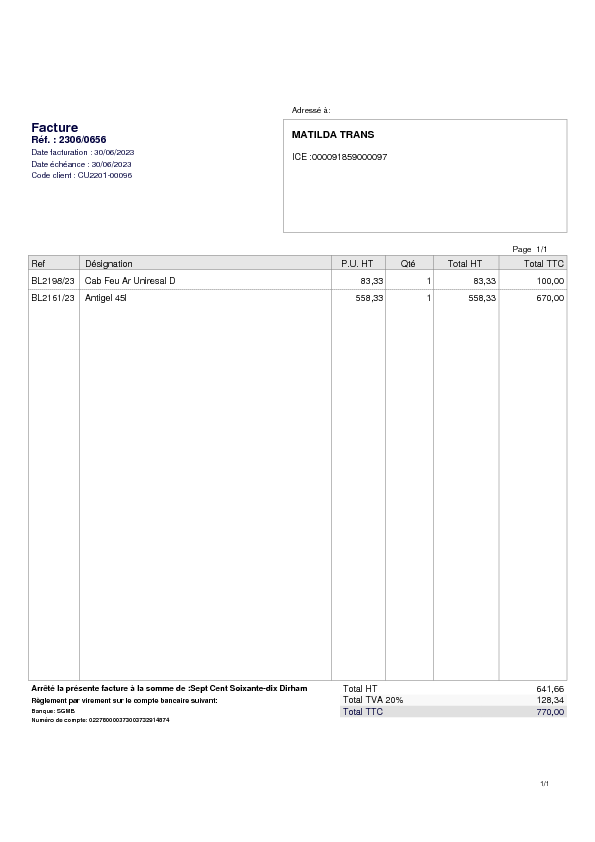 Adressé à:
Facture
Réf. : 2306/0656
Date facturation : 30/06/2023
Date échéance : 30/06/2023
Code client : CU2201-00096
MATILDA TRANS
ICE :000091859000097
Page 1/1
Ref Désignation P.U. HT Qté Total HT Total TTC
BL2198/23 Cab Feu Ar Uniresal D 83,33 1 83,33 100,00
BL2161/23 Antigel 45l 558,33 1 558,33 670,00
Arrêté la présente facture à la somme de :Sept Cent Soixante-dix Dirham
Règlement par virement sur le compte bancaire suivant:
Banque: SGMB
Numéro de compte:
Total HT 641,66
Total TVA 20% 128,34
Total TTC 770,00
1/1